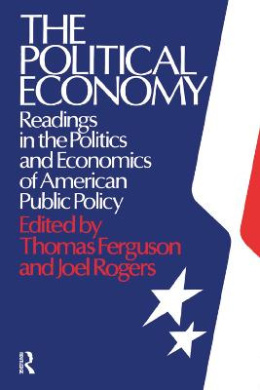 THE
POLITICAL
ECONOMY
Readings
in the Politics
and Economics
of American
Public Policy
Edited by
Thomas Ferguson
and Joel Rogers
R